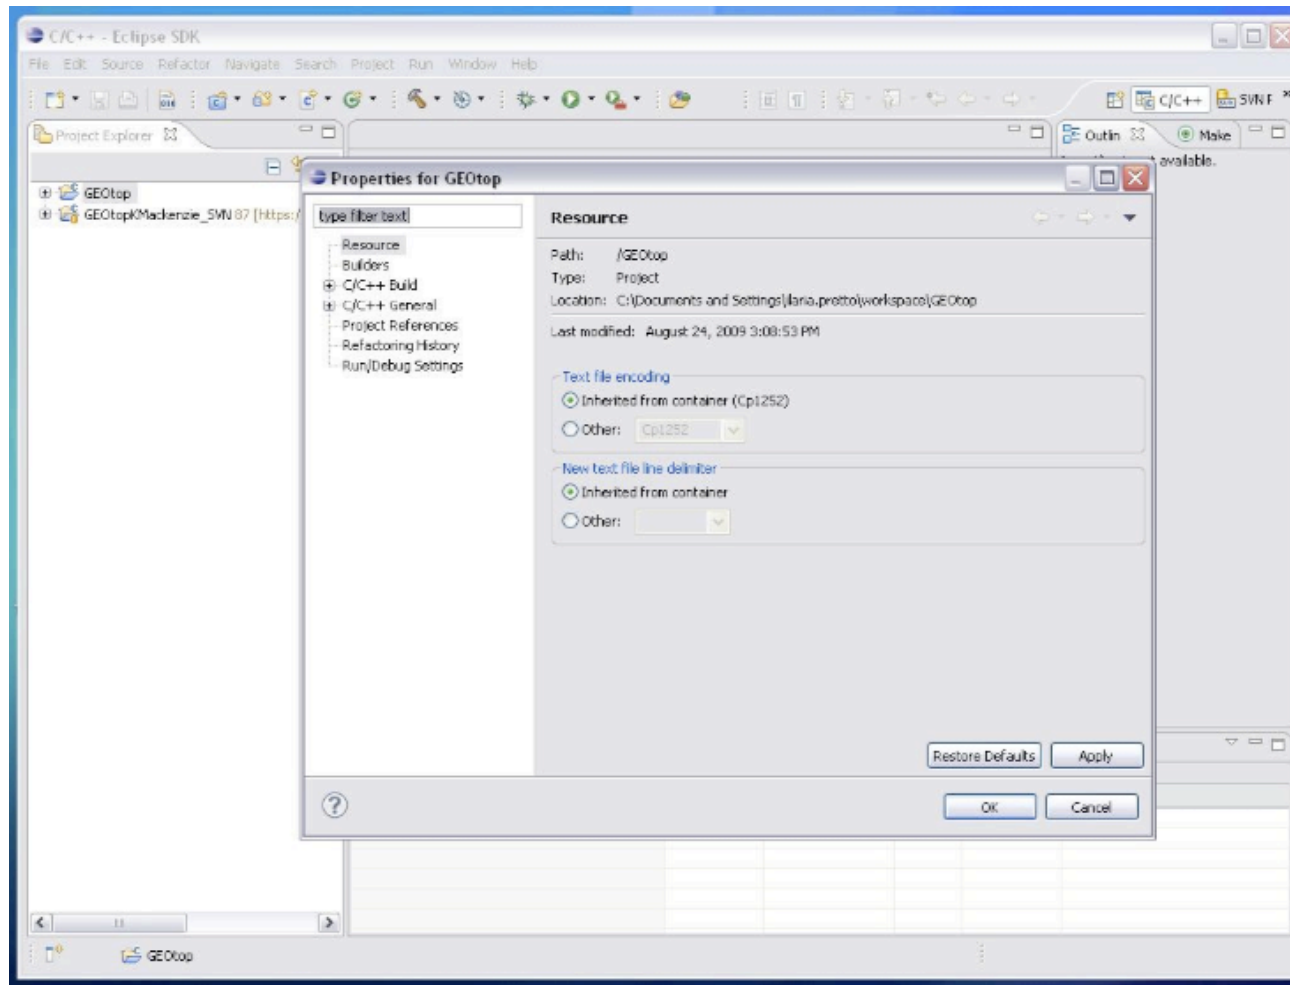 C/C++ - Eclipse SDK
File Edit Source Refactor Navigate Search Project Run Window Help
C/C++ SVN F
Project Explorer
Outlin Make
available.
GEOtop
GEOtopKMackenzie_SVN 87 [https:/
Properties for GEOtop
type filter text
Resource
Builders
C/C++ Build
C/C++ General
Project References
Refactoring History
Run/Debug Settings
Resource
Path: /GEOtop
Type: Project
Location: C:\Documents and Settings\ilaria.pretto\workspace\GEOtop
Last modified: August 24, 2009 3:08:53 PM
Text file encoding
Inherited from container (Cp1252)
Other: Cp1252
New text file line delimiter
Inherited from container
Other:
Restore Defaults Apply
OK Cancel
GEOtop